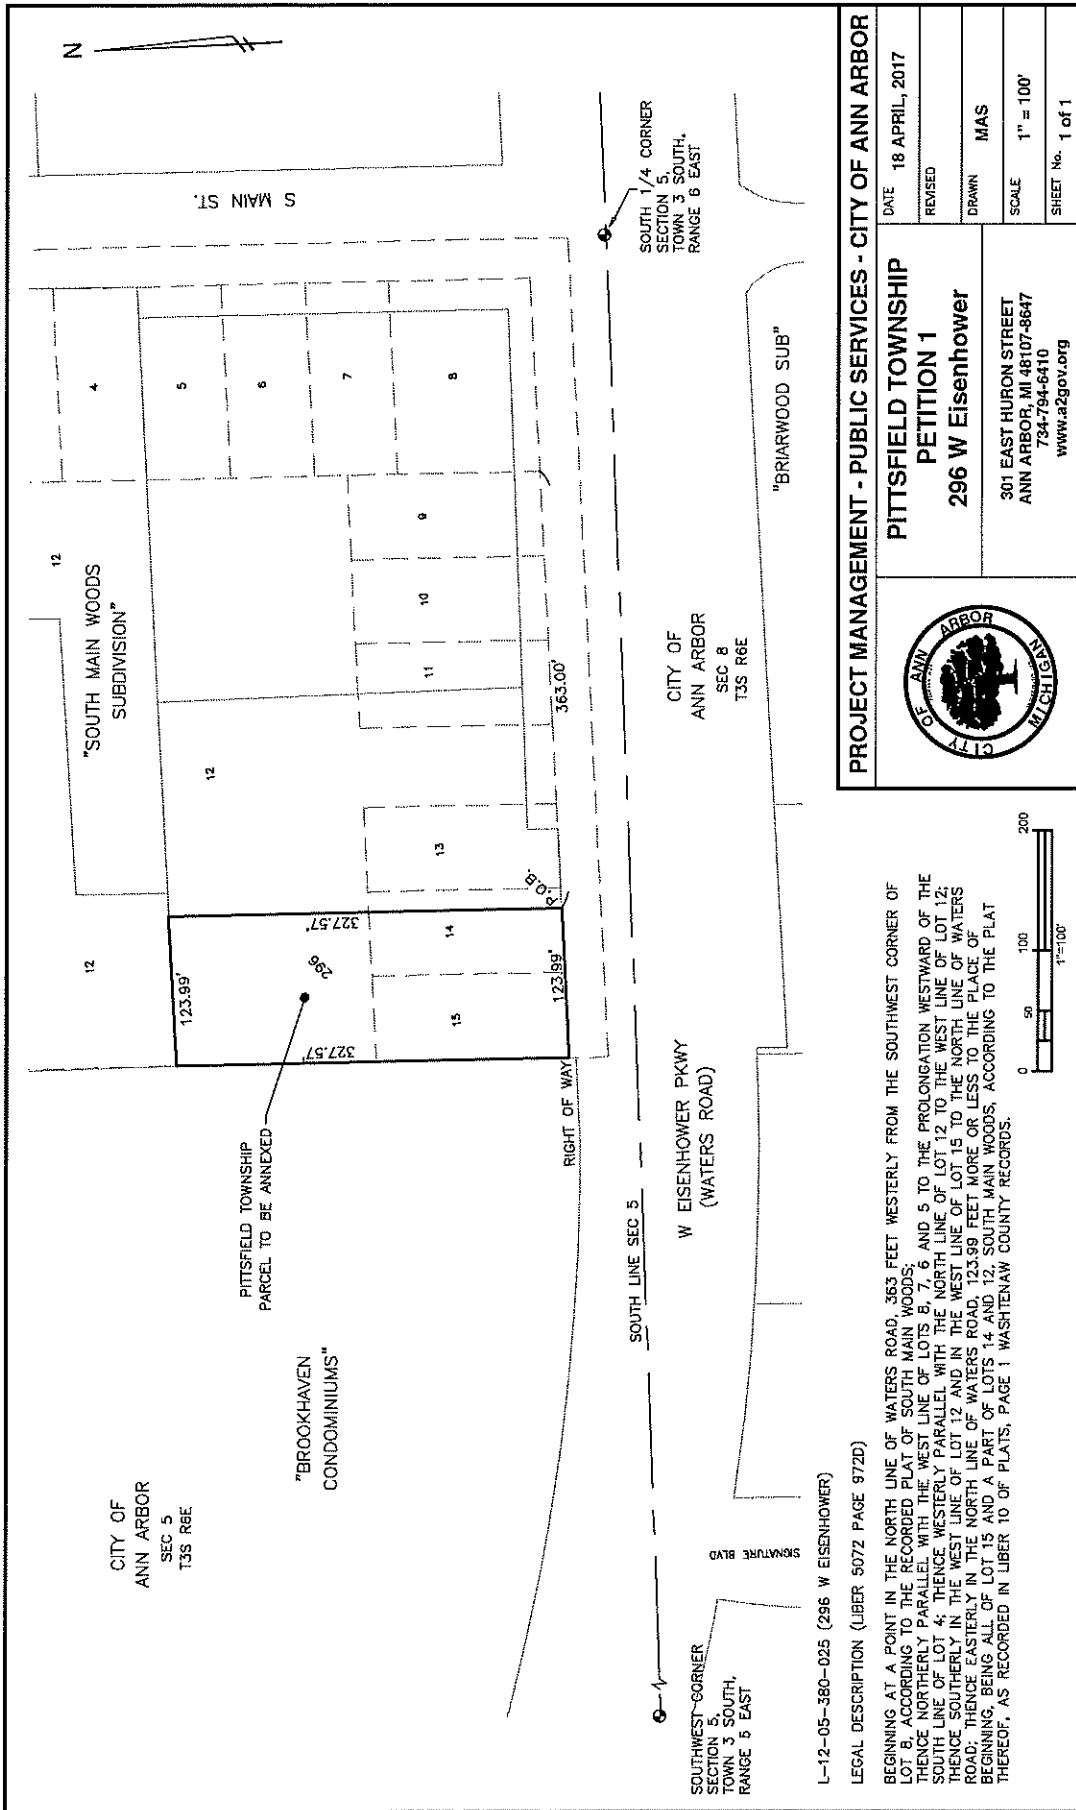 N
S MAIN ST.
SOUTH 1/4 CORNER
SECTION 5,
TOWN 3 SOUTH,
RANGE 6 EAST
"SOUTH MAIN WOODS
SUBDIVISION"
12
4
5
6
7
8
9
10
11
12
13
363.00'
12
123.99'
327.57'
296
327.57'
14
15
123.99'
P.O.B.
PITTSFIELD TOWNSHIP
PARCEL TO BE ANNEXED
RIGHT OF WAY
"BROOKHAVEN
CONDOMINIUMS"
CITY OF
ANN ARBOR
SEC 5
T3S R6E
SOUTH LINE SEC 5
W EISENHOWER PKWY
(WATERS ROAD)
CITY OF
ANN ARBOR
SEC 8
T3S R6E
"BRIARWOOD SUB"
SIGNATURE BLVD
SOUTHWEST CORNER
SECTION 5,
TOWN 3 SOUTH,
RANGE 5 EAST
L-12-05-380-025 (296 W EISENHOWER)
LEGAL DESCRIPTION (LIBER 5072 PAGE 972D)
BEGINNING AT A POINT IN THE NORTH LINE OF WATERS ROAD, 363 FEET WESTERLY FROM THE SOUTHWEST CORNER OF
LOT 8, ACCORDING TO THE RECORDED PLAT OF SOUTH MAIN WOODS;
THENCE NORTHERLY PARALLEL WITH THE WEST LINE OF LOTS 8, 7, 6 AND 5 TO THE PROLONGATION WESTWARD OF THE
SOUTH LINE OF LOT 4; THENCE WESTERLY PARALLEL WITH THE NORTH LINE OF LOT 12 TO THE WEST LINE OF LOT 12;
THENCE SOUTHERLY IN THE WEST LINE OF LOT 12 AND IN THE WEST LINE OF LOT 15 TO THE NORTH LINE OF WATERS
ROAD; THENCE EASTERLY IN THE NORTH LINE OF WATERS ROAD, 123.99 FEET MORE OR LESS TO THE PLACE OF
BEGINNING, BEING ALL OF LOT 15 AND A PART OF LOTS 14 AND 12, SOUTH MAIN WOODS, ACCORDING TO THE PLAT
THEREOF, AS RECORDED IN LIBER 10 OF PLATS, PAGE 1 WASHTENAW COUNTY RECORDS.
0 50 100 200
1"=100'
PROJECT MANAGEMENT - PUBLIC SERVICES - CITY OF ANN ARBOR
CITY OF ANN ARBOR MICHIGAN
PITTSFIELD TOWNSHIP
PETITION 1
296 W Eisenhower
301 EAST HURON STREET
ANN ARBOR, MI 48107-8647
734-794-6410
www.a2gov.org
DATE 18 APRIL, 2017
REVISED
DRAWN MAS
SCALE 1" = 100'
SHEET No. 1 of 1